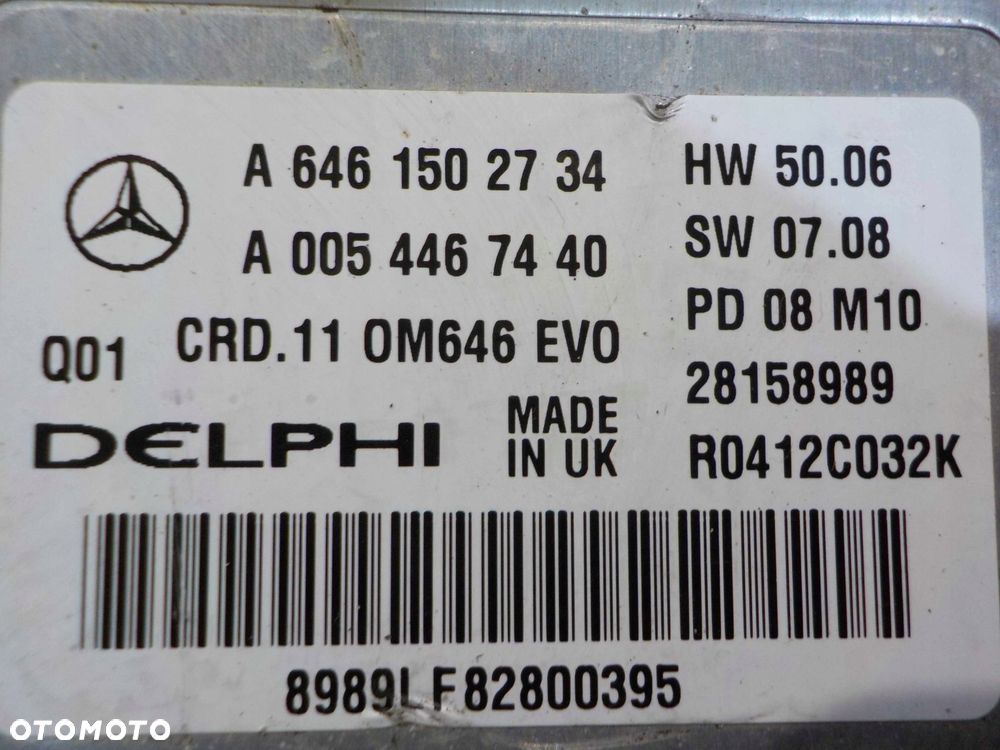 A 646 150 27 34
HW 50.06
A 005 446 74 40
SW 07.08
PD 08 M10
Q01 CRD.11 OM646 EVO
28158989
DELPHI
MADE
IN UK
R0412C032K
8989LF82800395
OTOMOTO